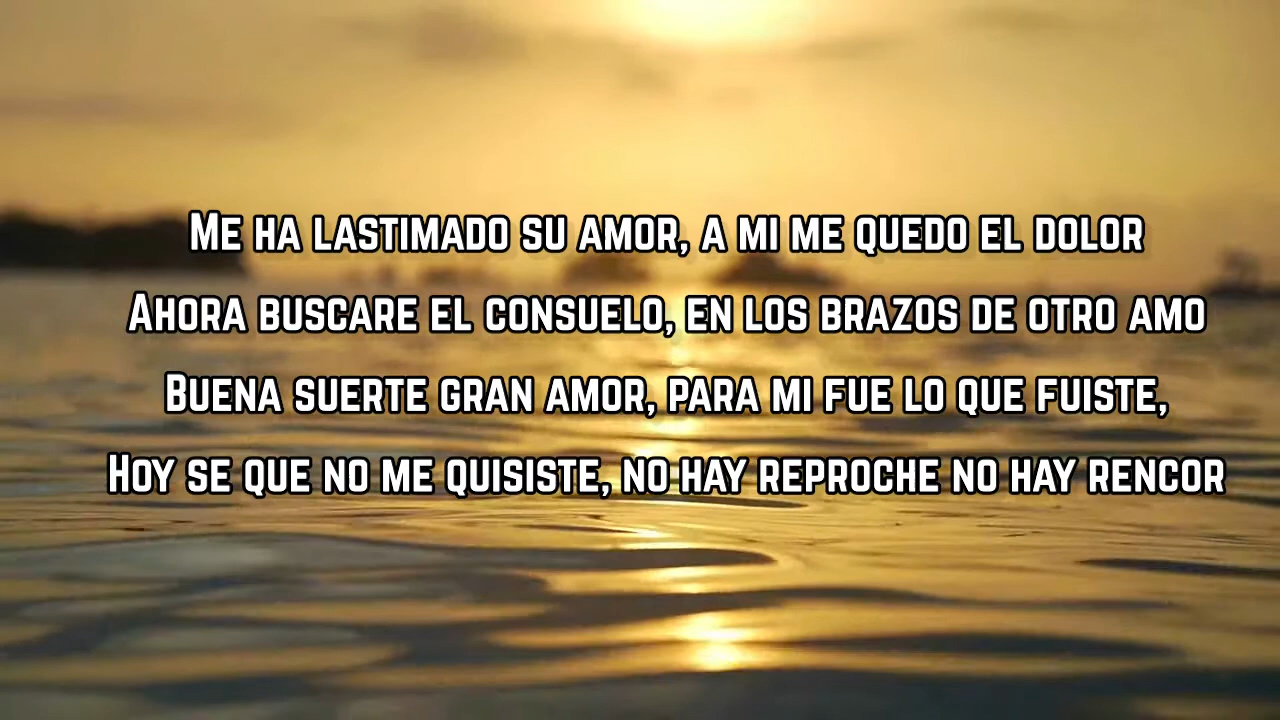 Me ha lastimado su amor, a mi me quedo el dolor
Ahora buscare el consuelo, en los brazos de otro amo
Buena suerte gran amor, para mi fue lo que fuiste,
Hoy se que no me quisiste, no hay reproche no hay rencor